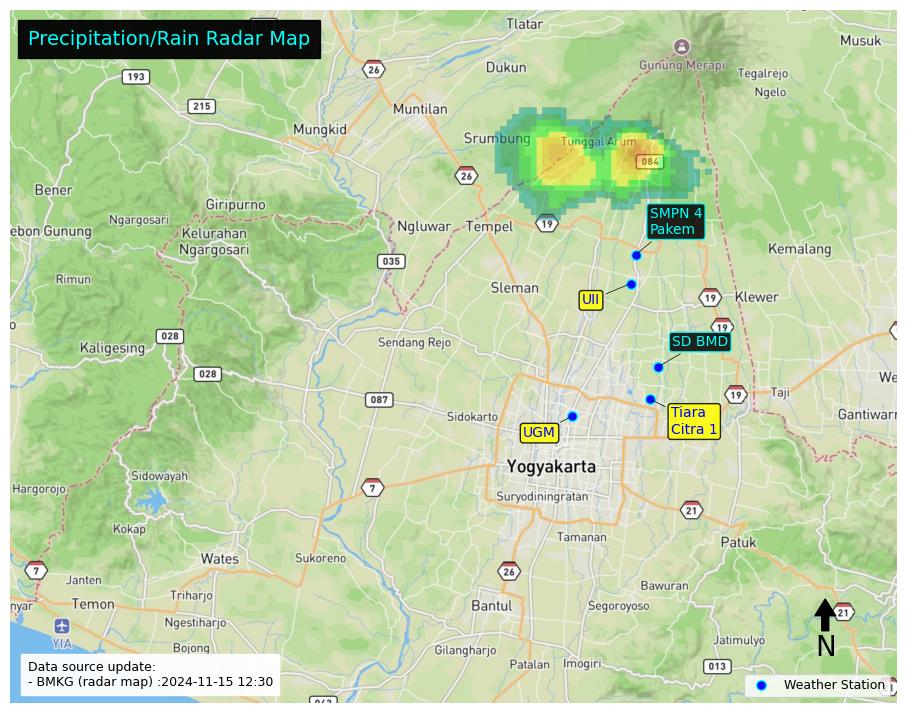 Precipitation/Rain Radar Map
Tlatar
Musuk
26
Dukun
Gunung Merapi
Tegalrejo
193
Ngelo
215
Muntilan
Mungkid
Srumbung
Tunggal Arum
084
26
Bener
Giripurno
SMPN 4
Pakem
Ngargosari
ebon Gunung
Kelurahan
Ngargosari
Ngluwar
Tempel
19
Kemalang
035
Rimun
Sleman
UII
19
Klewer
19
028
Sendang Rejo
SD BMD
Kaligesing
028
We
087
19
Taji
Sidokarto
Tiara
Citra 1
Gantiwarn
UGM
Yogyakarta
Sidowayah
Hargorojo
7
Suryodiningratan
21
Kokap
Tamanan
Patuk
Wates
Sukoreno
7
26
Janten
Bawuran
Triharjo
nyar
Temon
Bantul
Segoroyoso
21
Ngestiharjo
YIA
Jatimulyo
N
Bojong
Gilangharjo
Patalan
Imogiri
013
Data source update:
- BMKG (radar map) :2024-11-15 12:30
Weather Station